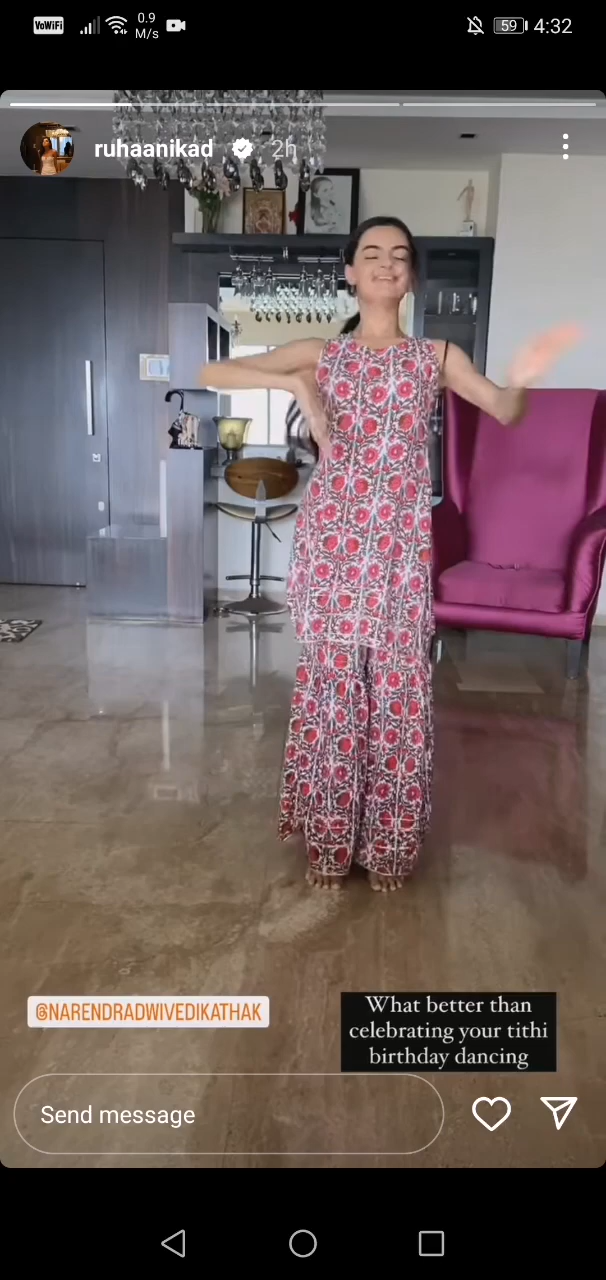 VoWiFi 0.9 M/s 59 4:32
ruhaanikad 2h
@NARENDRADWIVEDIKATHAK
What better than
celebrating your tithi
birthday dancing
Send message